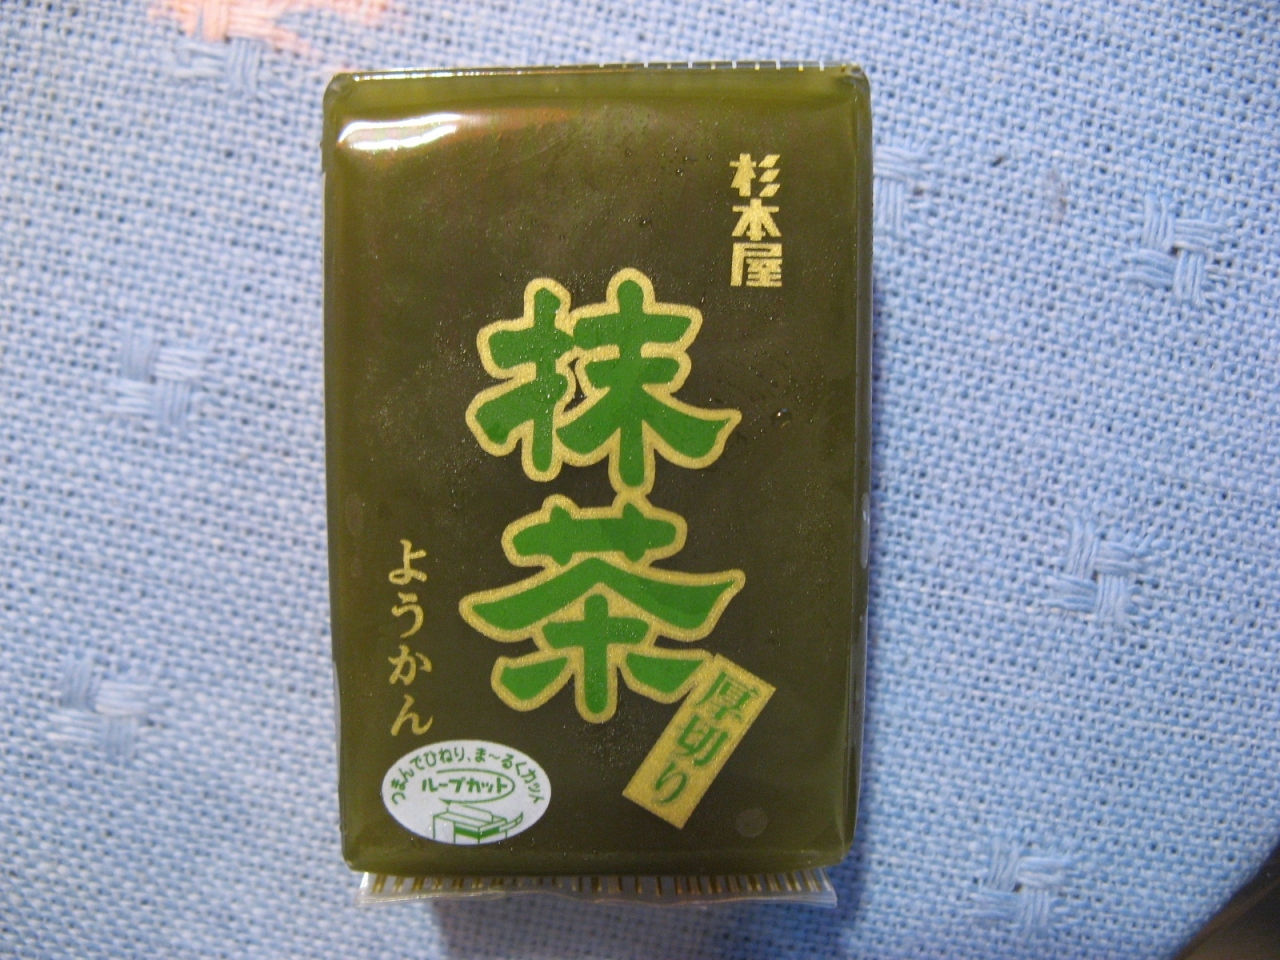 杉本屋
抹茶
ようかん
厚切り
つまんでひねり、ま〜るくカット
ループカット